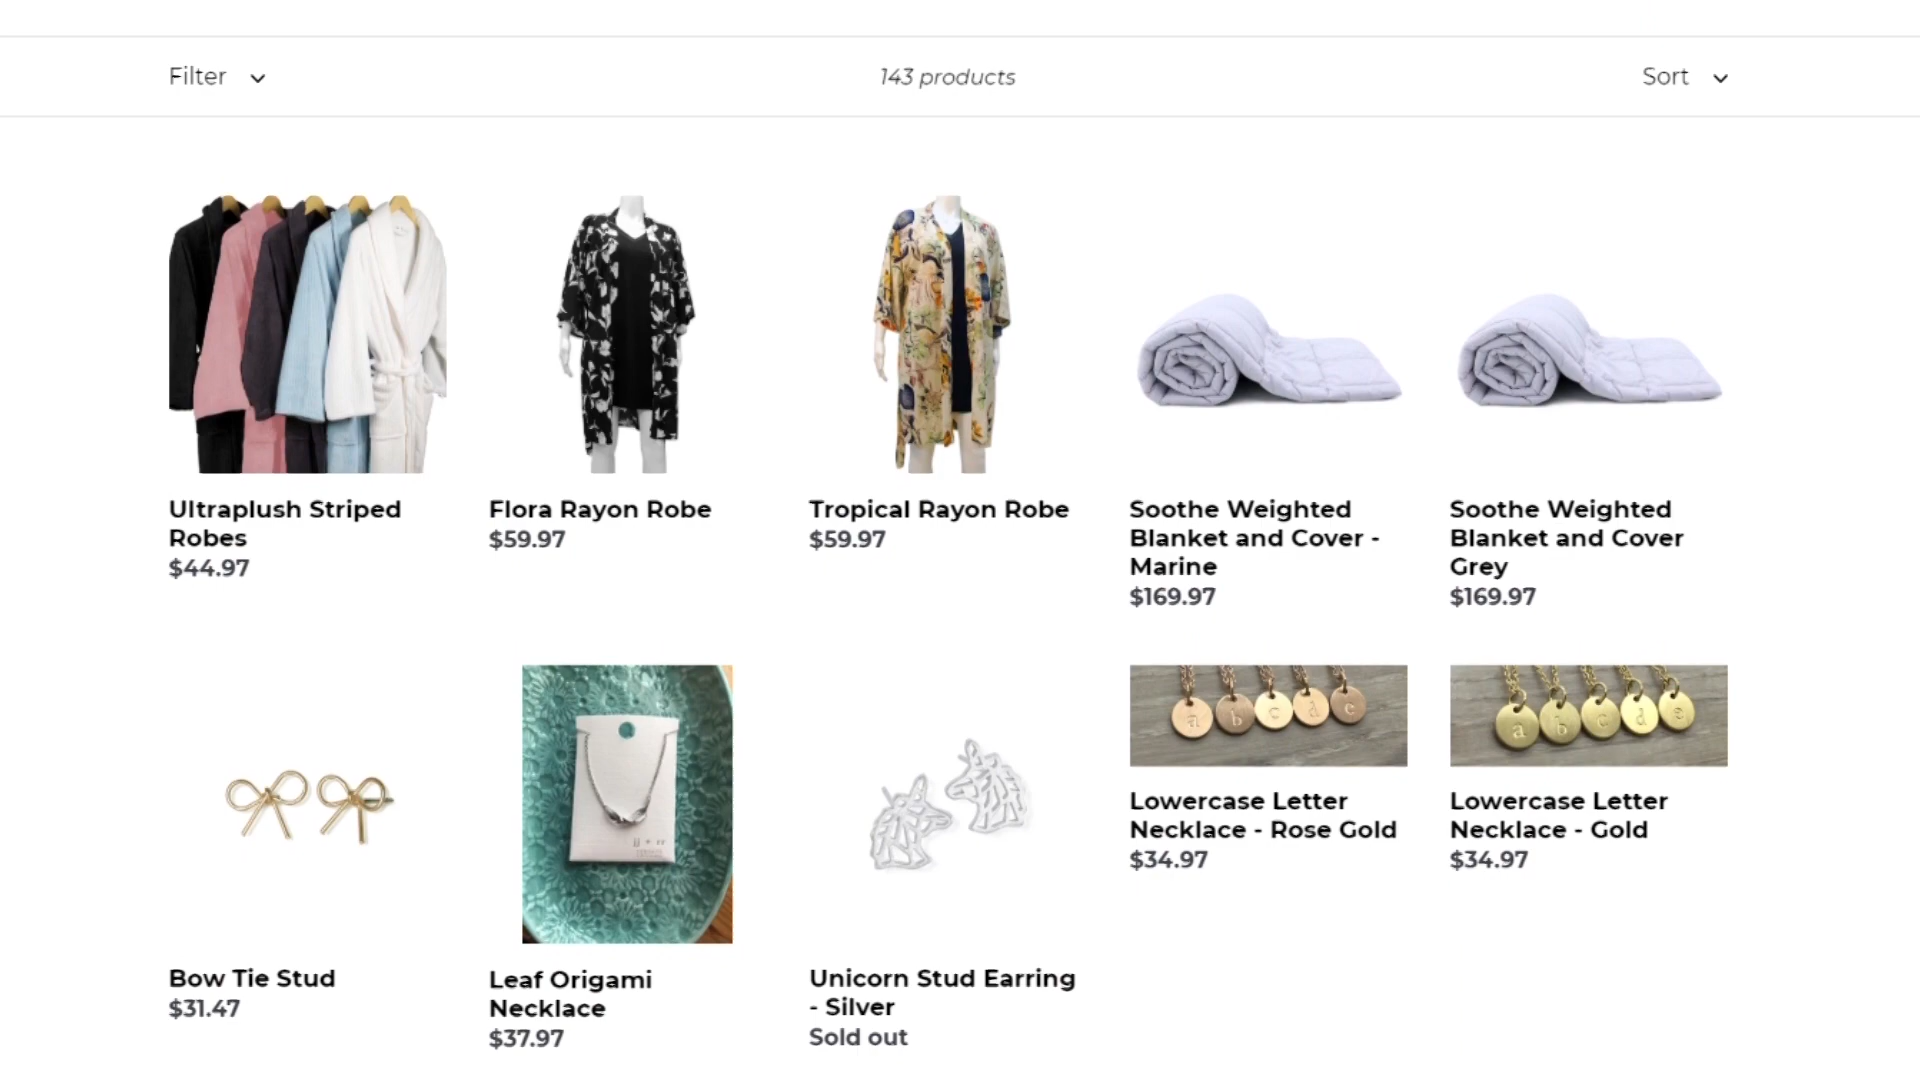 Filter
143 products
Sort
Ultraplush Striped
Robes
$44.97
Flora Rayon Robe
$59.97
Tropical Rayon Robe
$59.97
Soothe Weighted
Blanket and Cover -
Marine
$169.97
Soothe Weighted
Blanket and Cover
Grey
$169.97
a b c d e
a b c d e
Bow Tie Stud
$31.47
Leaf Origami
Necklace
$37.97
Unicorn Stud Earring
- Silver
Sold out
Lowercase Letter
Necklace - Rose Gold
$34.97
Lowercase Letter
Necklace - Gold
$34.97